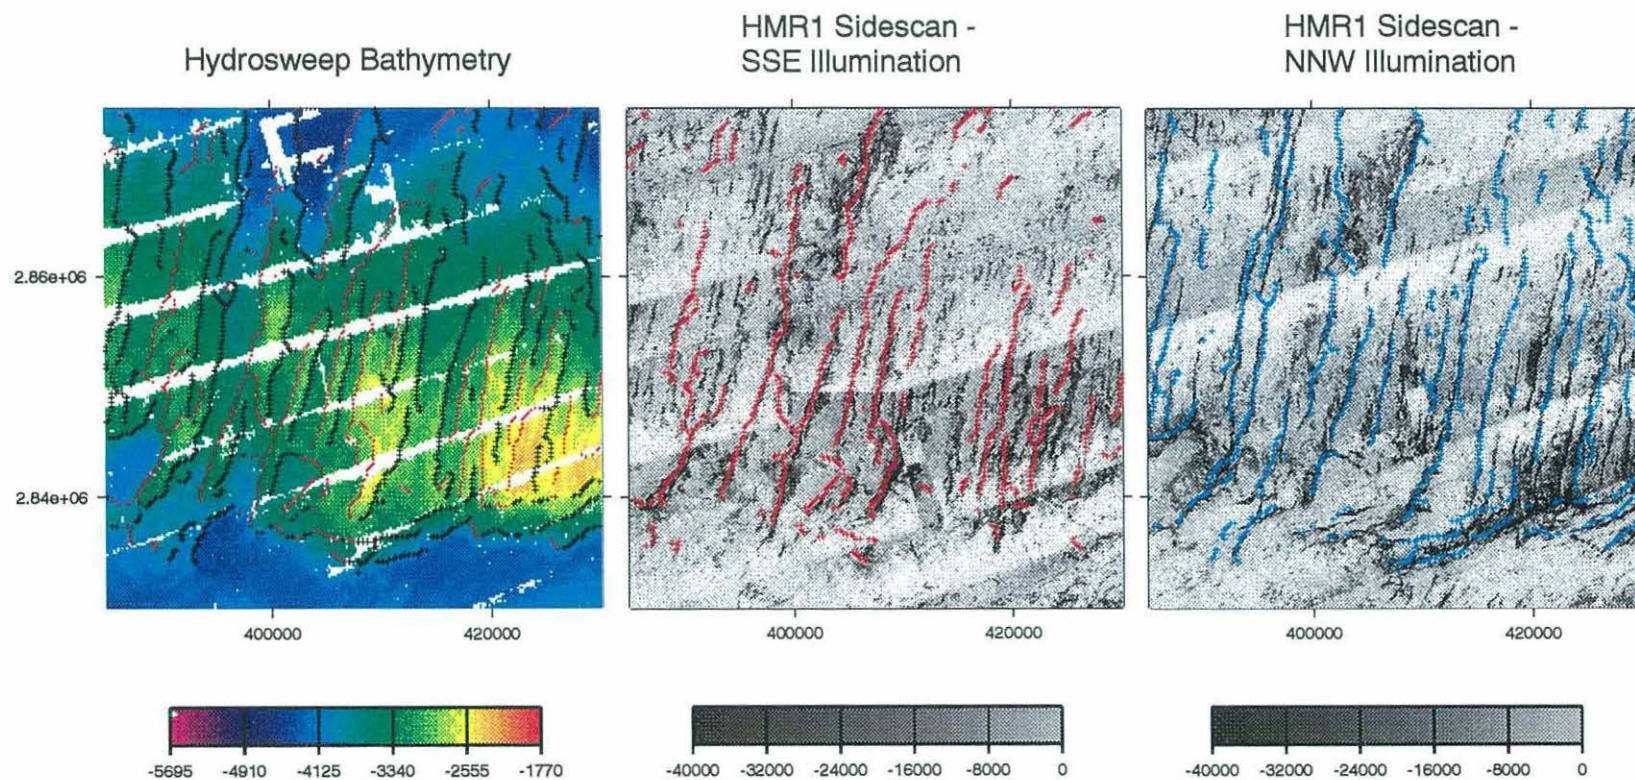 Hydrosweep Bathymetry
HMR1 Sidescan -
SSE Illumination
HMR1 Sidescan -
NNW Illumination
2.86e+06
2.84e+06
400000 420000
400000 420000
400000 420000
-5695 -4910 -4125 -3340 -2555 -1770
-40000 -32000 -24000 -16000 -8000 0
-40000 -32000 -24000 -16000 -8000 0